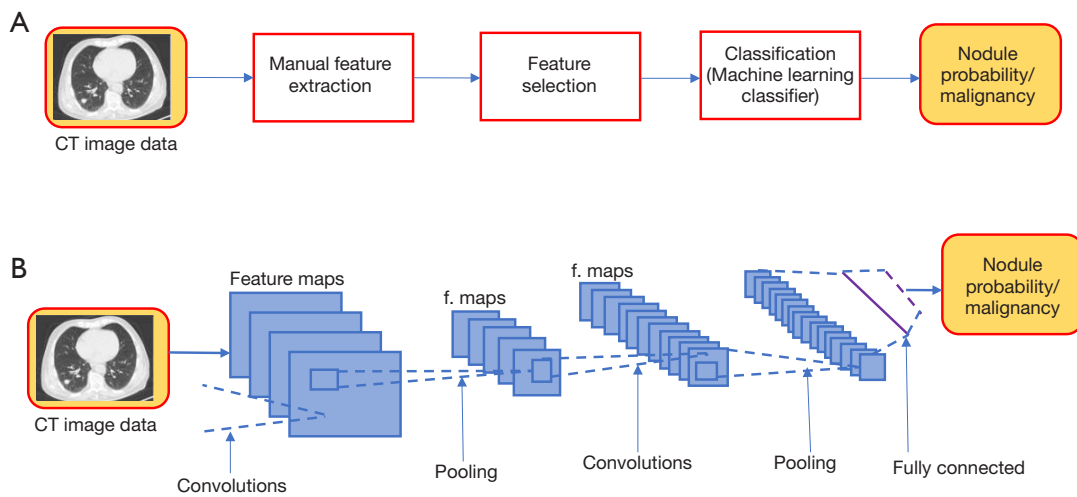 A
CT image data
Manual feature
extraction
Feature
selection
Classification
(Machine learning
classifier)
Nodule
probability/
malignancy
B
CT image data
Feature maps
f. maps
f. maps
Nodule
probability/
malignancy
Convolutions
Pooling
Convolutions
Pooling
Fully connected